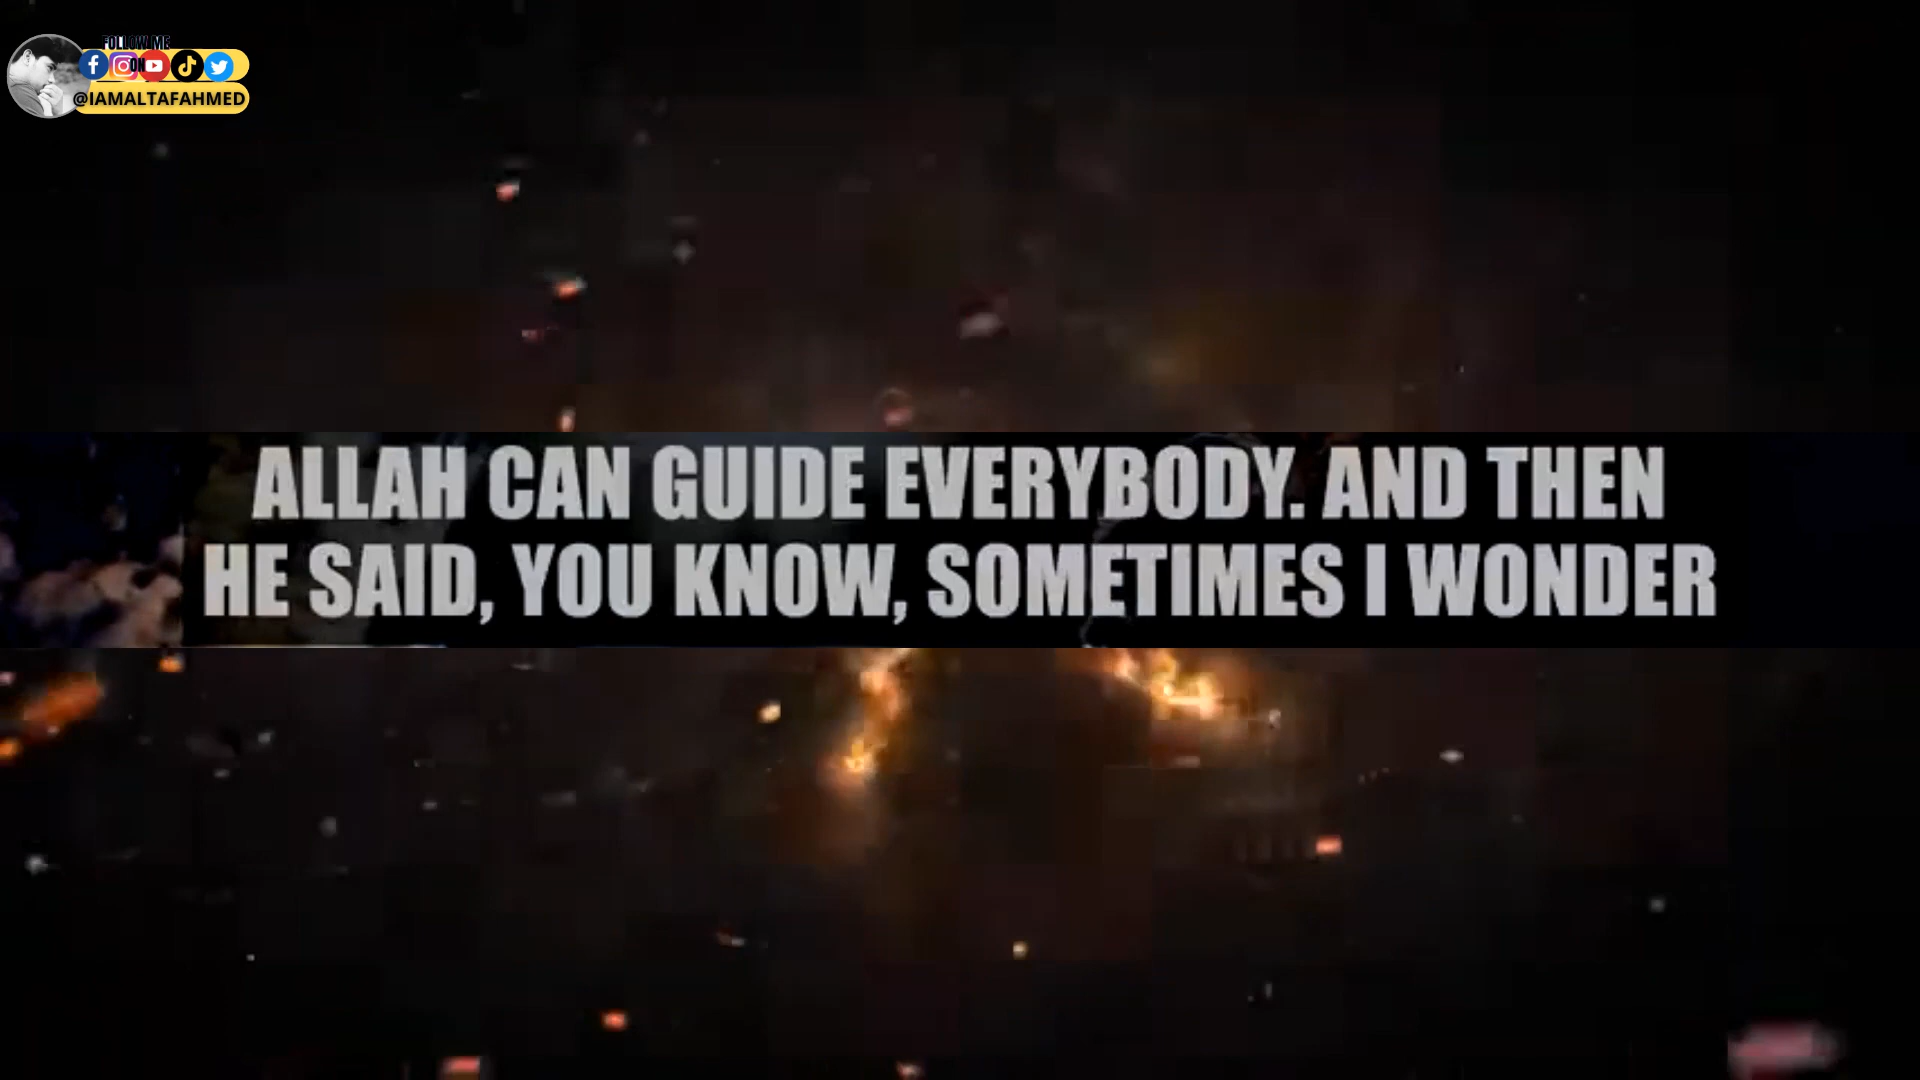 FOLLOW ME
ON
@IAMALTAFAHMED
ALLAH CAN GUIDE EVERYBODY. AND THEN
HE SAID, YOU KNOW, SOMETIMES I WONDER